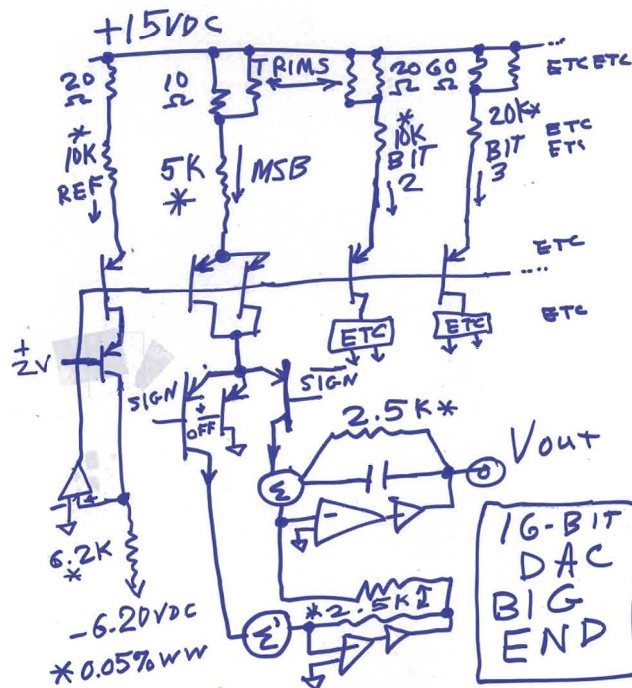 +15VDC
20 Ω
10 Ω
TRIMS
20 Ω
60 Ω
... ETC ETC
* 10K REF
5K *
MSB
* 10K BIT 2
20K* BIT 3
ETC
ETC
.... ETC
ETC
ETC
ETC
+2V
SIGN
OFF
SIGN
2.5K*
Vout
Σ
-
6.2K *
-6.20VDC
* 2.5K
Σ'
* 0.05% WW
16-BIT
DAC
BIG
END